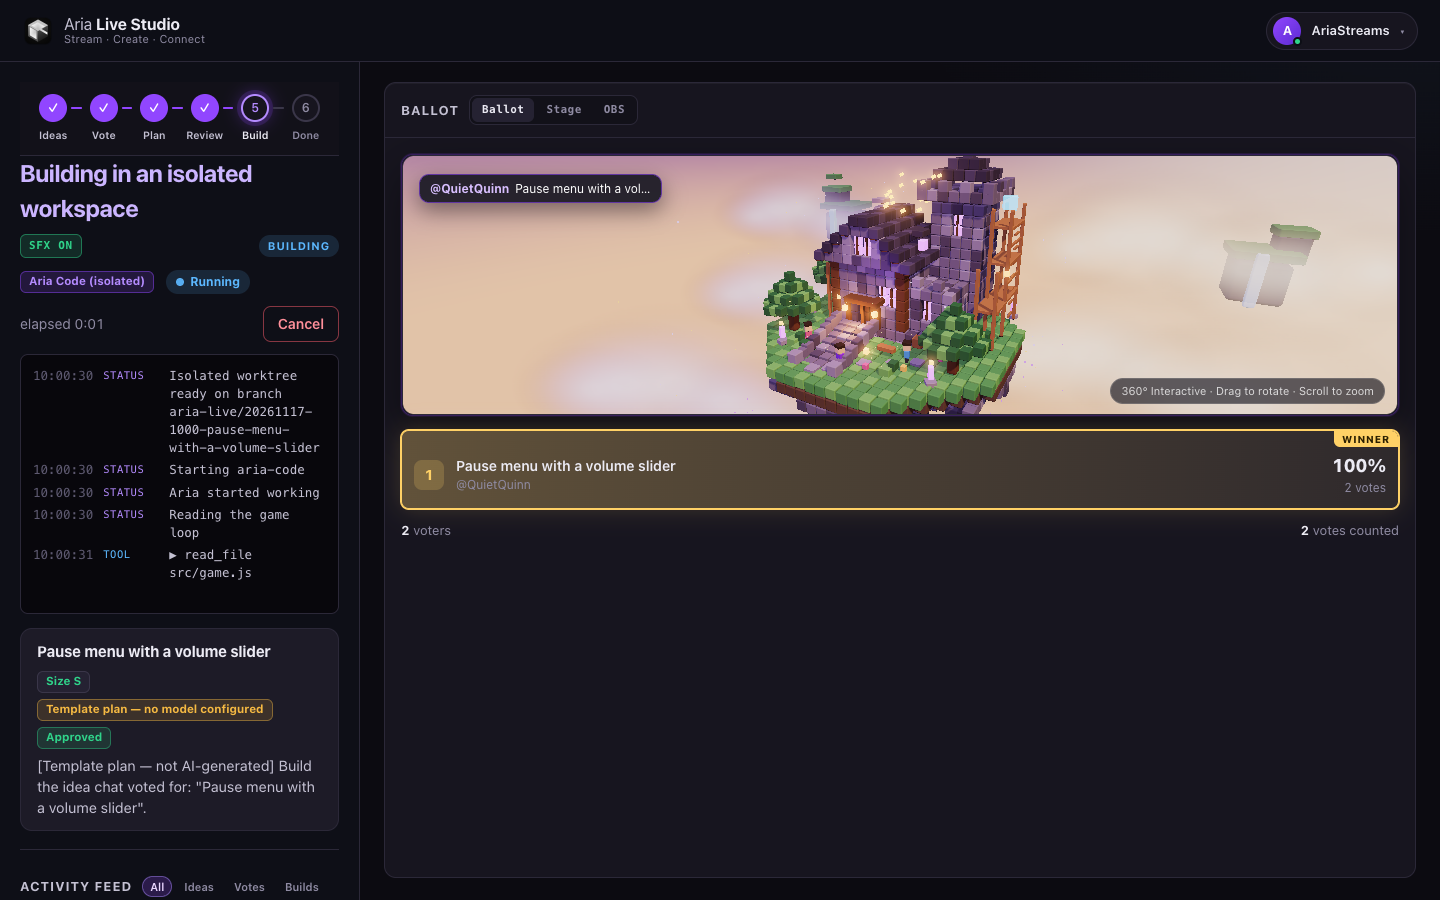 Aria Live Studio
Stream · Create · Connect
A
AriaStreams
✓ ✓ ✓ ✓ 5 6
Ideas Vote Plan Review Build Done
Building in an isolated
workspace
SFX ON
BUILDING
Aria Code (isolated)
Running
elapsed 0:01
Cancel
10:00:30 STATUS Isolated worktree
ready on branch
aria-live/20261117-
1000-pause-menu-
with-a-volume-slider
10:00:30 STATUS Starting aria-code
10:00:30 STATUS Aria started working
10:00:30 STATUS Reading the game
loop
10:00:31 TOOL ▶ read_file
src/game.js
Pause menu with a volume slider
Size S
Template plan — no model configured
Approved
[Template plan — not AI-generated] Build
the idea chat voted for: "Pause menu with
a volume slider".
ACTIVITY FEED All Ideas Votes Builds
BALLOT Ballot Stage OBS
@QuietQuinn Pause menu with a vol...
360° Interactive · Drag to rotate · Scroll to zoom
WINNER
1
Pause menu with a volume slider
@QuietQuinn
100%
2 votes
2 voters
2 votes counted